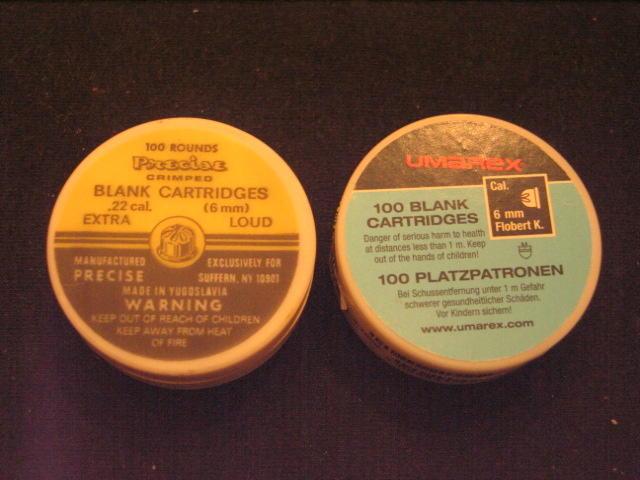 100 ROUNDS
Precise
CRIMPED
BLANK CARTRIDGES
.22 cal. (6 mm)
EXTRA LOUD
MANUFACTURED EXCLUSIVELY FOR
PRECISE SUFFERN, NY 10901
MADE IN YUGOSLAVIA
WARNING
KEEP OUT OF REACH OF CHILDREN
KEEP AWAY FROM HEAT
OF FIRE
UMAREX
100 BLANK
CARTRIDGES
Danger of serious harm to health
at distances less than 1 m. Keep
out of the hands of children!
Cal.
6 mm
Flobert K.
100 PLATZPATRONEN
Bei Schussentfernung unter 1 m Gefahr
schwerer gesundheitlicher Schäden.
Vor Kindern sichern!
www.umarex.com